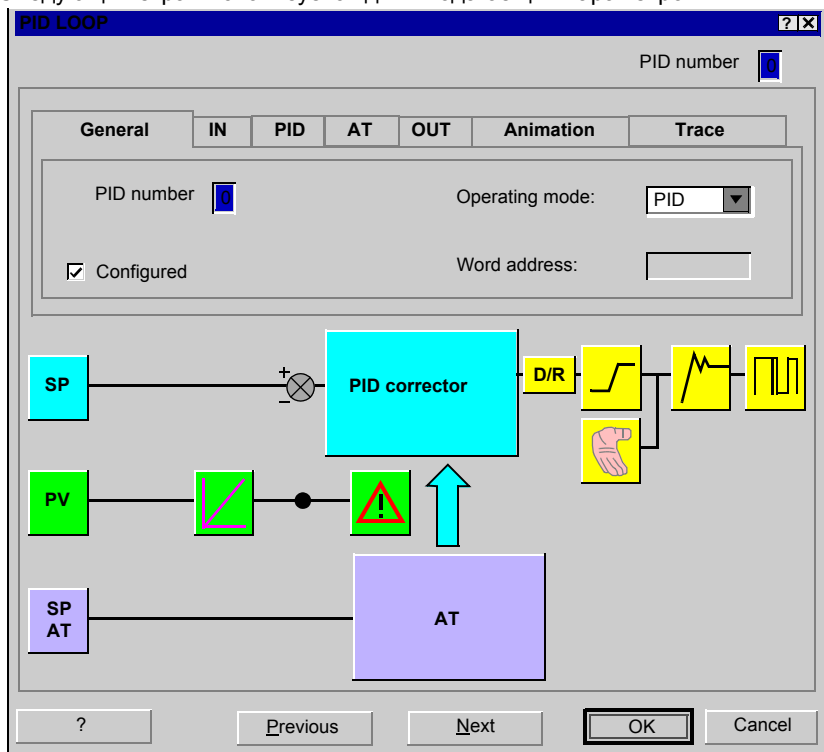 PID LOOP ? X
PID number 0
General IN PID AT OUT Animation Trace
PID number 0
Operating mode: PID
Configured
Word address:
SP
+
-
PID corrector
D/R
PV
!
SP
AT
AT
? Previous Next OK Cancel